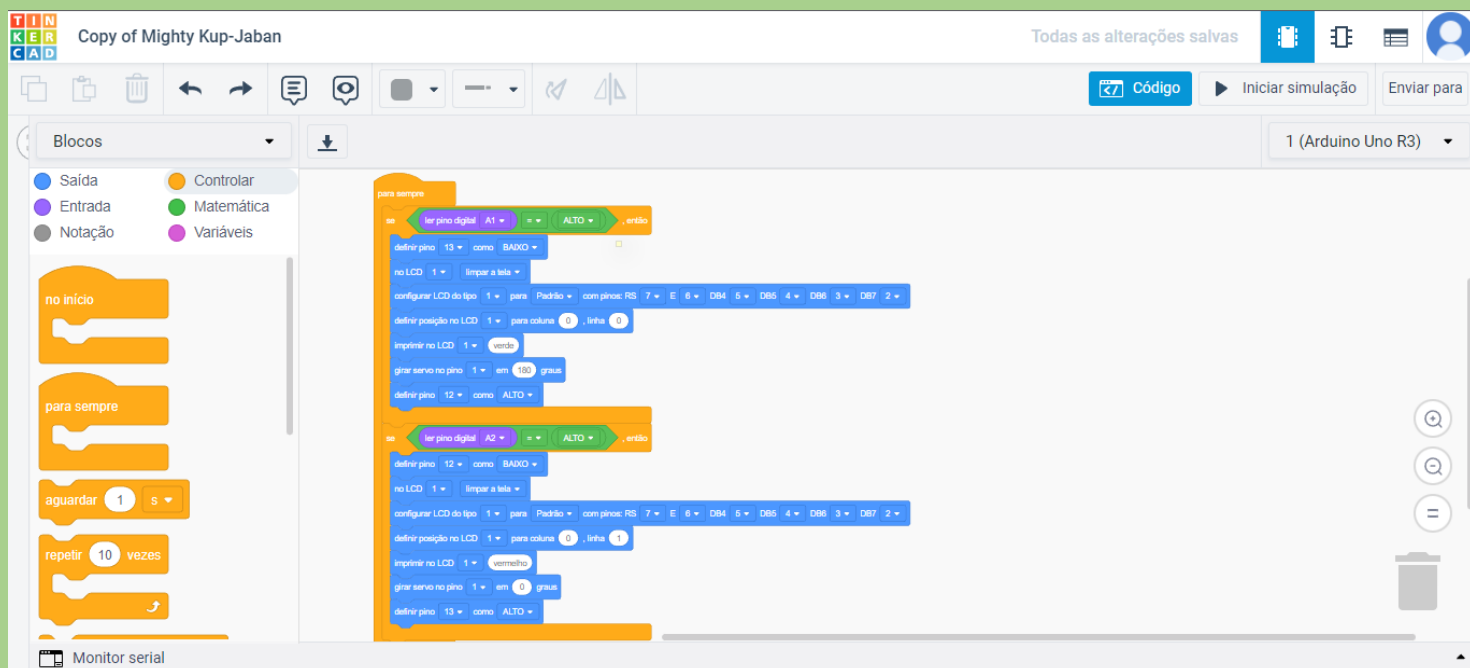 TIN
KER
CAD
Copy of Mighty Kup-Jaban
Todas as alterações salvas
Código
Iniciar simulação
Enviar para
Blocos
1 (Arduino Uno R3)
Saída
Controlar
Entrada
Matemática
Notação
Variáveis
no início
para sempre
aguardar 1 s
repetir 10 vezes
para sempre
se ler pino digital A1 = ALTO , então
definir pino 13 como BAIXO
no LCD 1 limpar a tela
configurar LCD do tipo 1 para Padrão com pinos: RS 7 E 6 DB4 5 DB5 4 DB6 3 DB7 2
definir posição no LCD 1 para coluna 0 , linha 0
imprimir no LCD 1 verde
girar servo no pino 1 em 180 graus
definir pino 12 como ALTO
se ler pino digital A2 = ALTO , então
definir pino 12 como BAIXO
no LCD 1 limpar a tela
configurar LCD do tipo 1 para Padrão com pinos: RS 7 E 6 DB4 5 DB5 4 DB6 3 DB7 2
definir posição no LCD 1 para coluna 0 , linha 1
imprimir no LCD 1 vermelho
girar servo no pino 1 em 0 graus
definir pino 13 como ALTO
Monitor serial